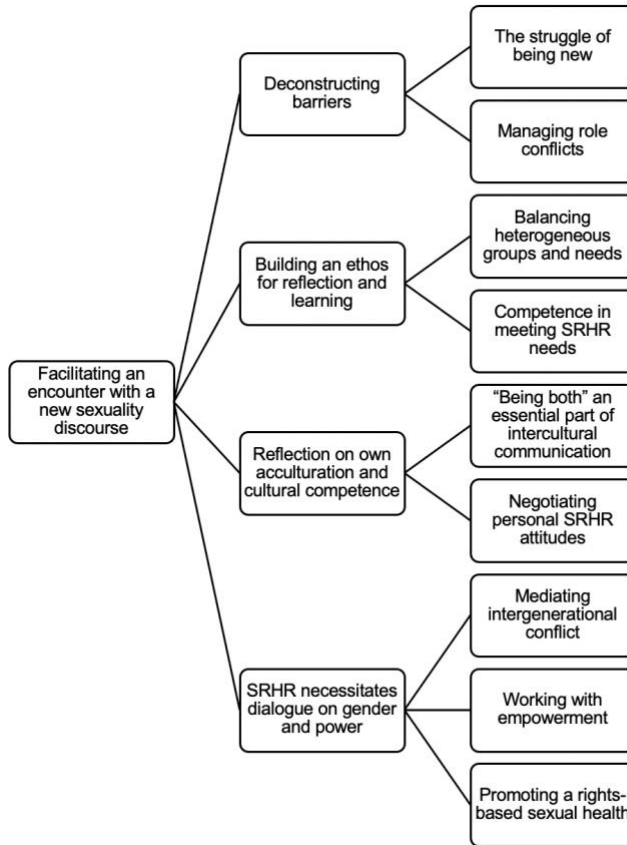 Facilitating an
encounter with a
new sexuality
discourse
Deconstructing
barriers
The struggle of
being new
Managing role
conflicts
Building an ethos
for reflection and
learning
Balancing
heterogeneous
groups and needs
Competence in
meeting SRHR
needs
Reflection on own
acculturation and
cultural competence
“Being both” an
essential part of
intercultural
communication
Negotiating
personal SRHR
attitudes
SRHR necessitates
dialogue on gender
and power
Mediating
intergenerational
conflict
Working with
empowerment
Promoting a rights-
based sexual health